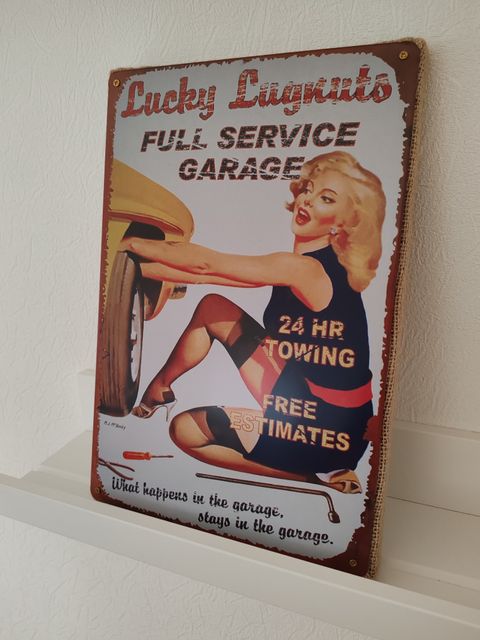 Lucky Lugnuts
FULL SERVICE
GARAGE
24 HR
TOWING
FREE
ESTIMATES
What happens in the garage,
stays in the garage.